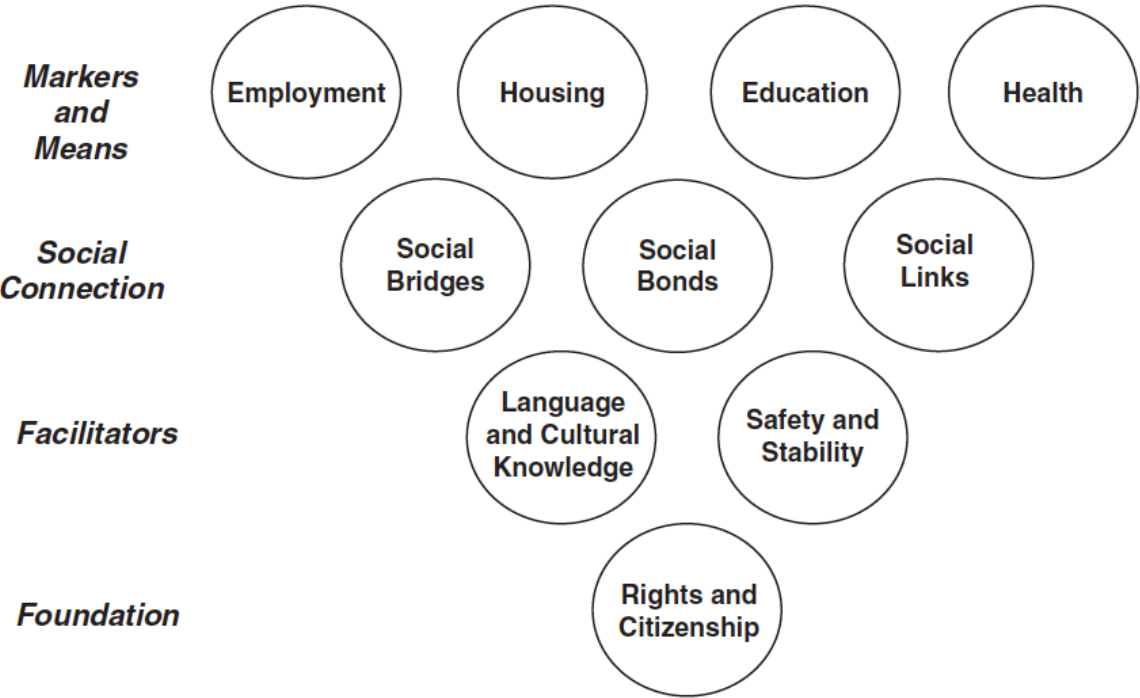 Markers
and
Means
Employment
Housing
Education
Health
Social
Connection
Social
Bridges
Social
Bonds
Social
Links
Facilitators
Language
and Cultural
Knowledge
Safety and
Stability
Foundation
Rights and
Citizenship